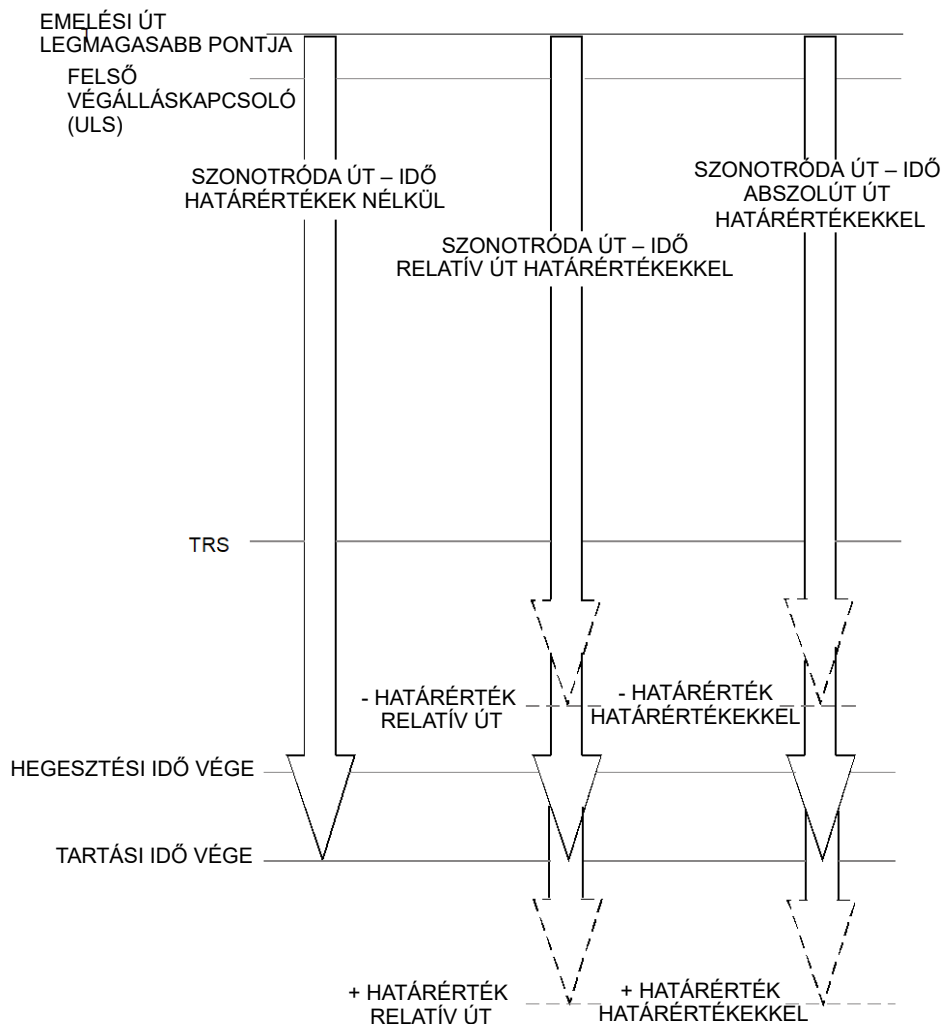 EMELÉSI ÚT
LEGMAGASABB PONTJA
FELSŐ
VÉGÁLLÁSKAPCSOLÓ
(ULS)
SZONOTRÓDA ÚT – IDŐ
HATÁRÉRTÉKEK NÉLKÜL
SZONOTRÓDA ÚT – IDŐ
RELATÍV ÚT HATÁRÉRTÉKEKKEL
SZONOTRÓDA ÚT – IDŐ
ABSZOLÚT ÚT
HATÁRÉRTÉKEKKEL
TRS
- HATÁRÉRTÉK
RELATÍV ÚT
- HATÁRÉRTÉK
HATÁRÉRTÉKEKKEL
HEGESZTÉSI IDŐ VÉGE
TARTÁSI IDŐ VÉGE
+ HATÁRÉRTÉK
RELATÍV ÚT
+ HATÁRÉRTÉK
HATÁRÉRTÉKEKKEL